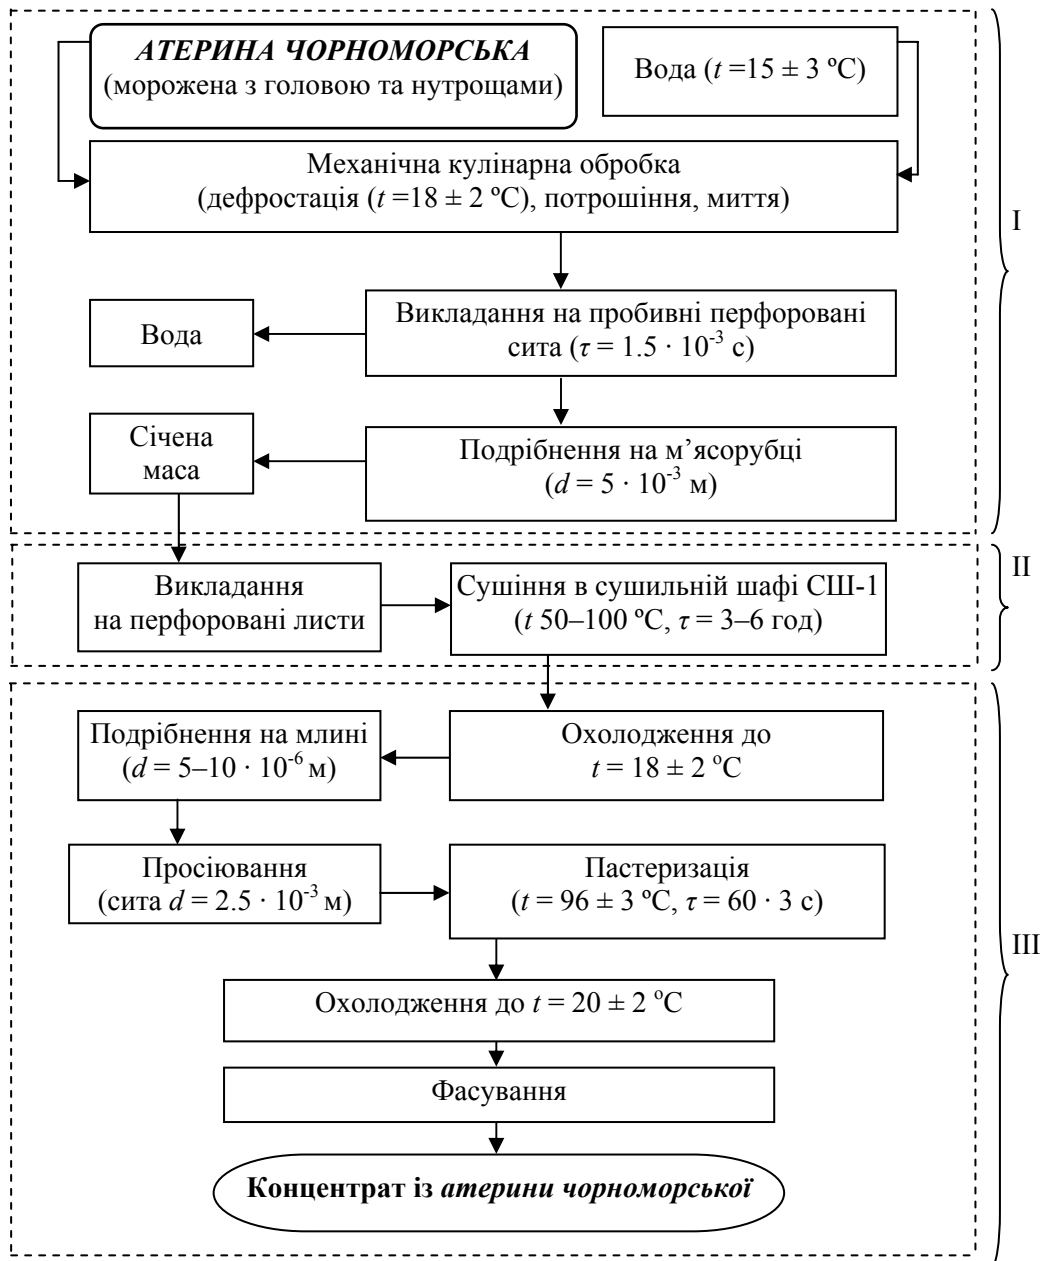 АТЕРИНА ЧОРНОМОРСЬКА
(морожена з головою та нутрощами)
Вода (t =15 ± 3 ºС)
Механічна кулінарна обробка
(дефростація (t =18 ± 2 ºС), потрошіння, миття)
I
Викладання на пробивні перфоровані
сита (τ = 1.5 · 10⁻³ с)
Вода
Січена
маса
Подрібнення на м’ясорубці
(d = 5 · 10⁻³ м)
II
Викладання
на перфоровані листи
Сушіння в сушильній шафі СШ-1
(t 50–100 ºС, τ = 3–6 год)
Подрібнення на млині
(d = 5–10 · 10⁻⁶ м)
Охолодження до
t = 18 ± 2 ºС
Просіювання
(сита d = 2.5 · 10⁻³ м)
Пастеризація
(t = 96 ± 3 ºС, τ = 60 · 3 с)
III
Охолодження до t = 20 ± 2 ºС
Фасування
Концентрат із атерини чорноморської